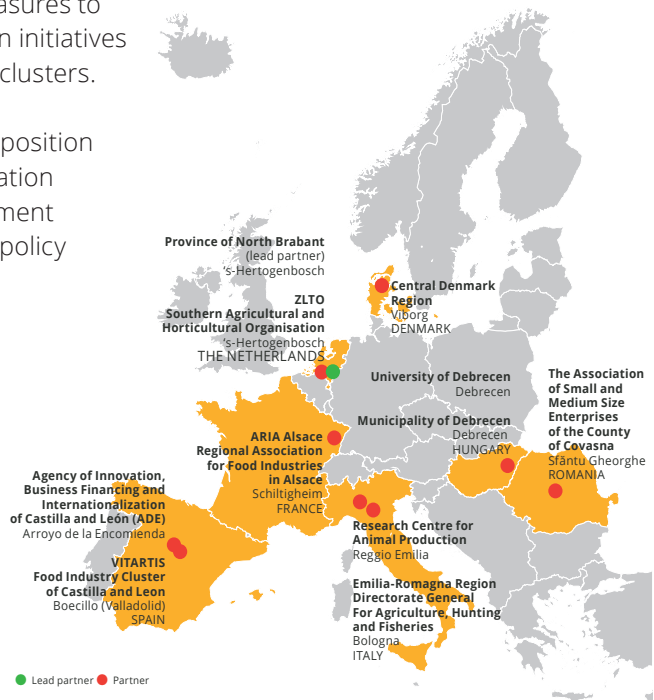 asures to
n initiatives
clusters.
position
ation
ment
policy
Province of North Brabant
(lead partner)
's-Hertogenbosch
ZLTO
Southern Agricultural and
Horticultural Organisation
's-Hertogenbosch
THE NETHERLANDS
Central Denmark
Region
Viborg
DENMARK
University of Debrecen
Debrecen
Municipality of Debrecen
Debrecen
HUNGARY
The Association
of Small and
Medium Size
Enterprises
of the County
of Covasna
Sfântu Gheorghe
ROMANIA
ARIA Alsace
Regional Association
for Food Industries
in Alsace
Schiltigheim
FRANCE
Agency of Innovation,
Business Financing and
Internationalization
of Castilla and León (ADE)
Arroyo de la Encomienda
VITARTIS
Food Industry Cluster
of Castilla and Leon
Boecillo (Valladolid)
SPAIN
Research Centre for
Animal Production
Reggio Emilia
Emilia-Romagna Region
Directorate General
For Agriculture, Hunting
and Fisheries
Bologna
ITALY
Lead partner Partner